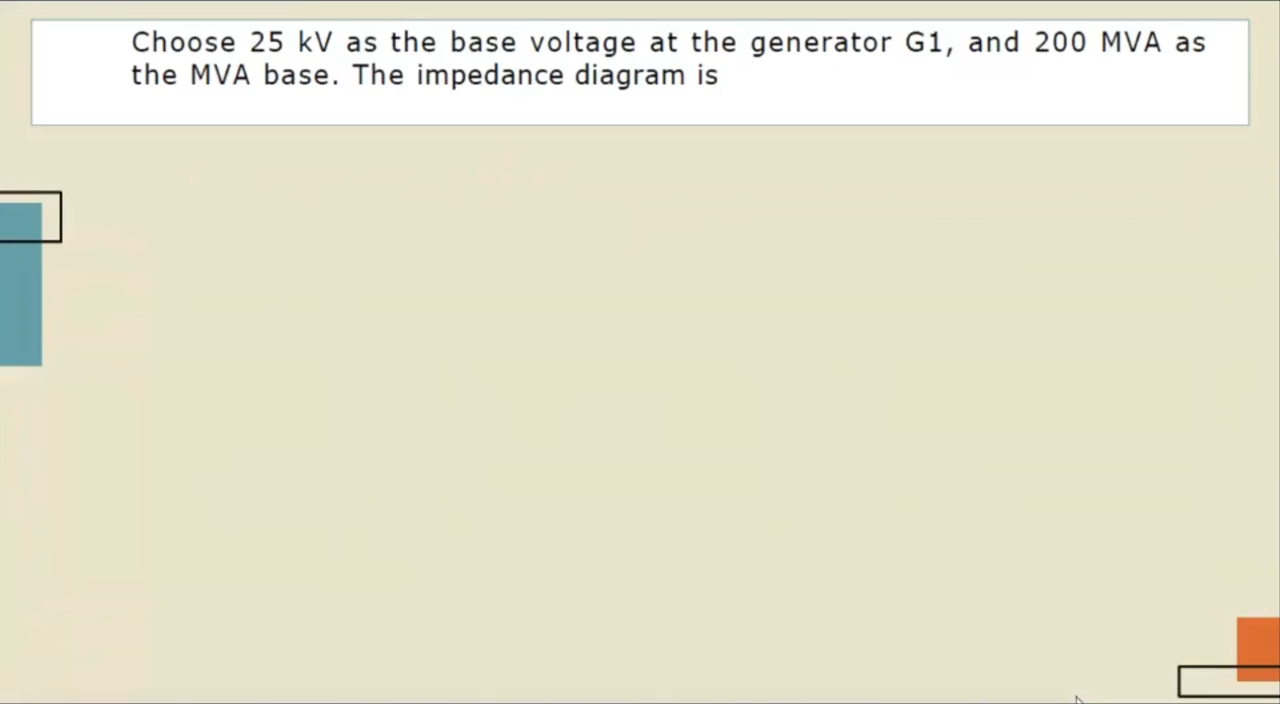 Choose 25 kV as the base voltage at the generator G1, and 200 MVA as
the MVA base. The impedance diagram is